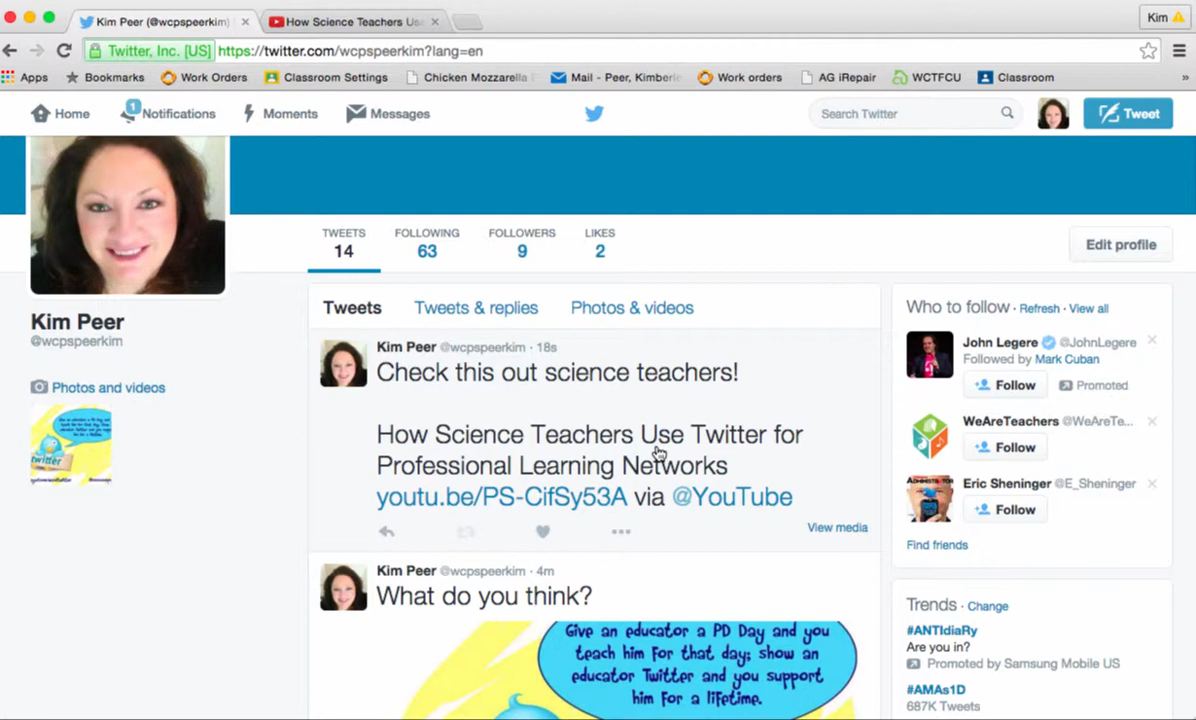 Kim Peer (@wcpspeerkim)
How Science Teachers Us
Kim
Twitter, Inc. [US]
https://twitter.com/wcpspeerkim?lang=en
Apps
Bookmarks
Work Orders
Classroom Settings
Chicken Mozzarella
Mail - Peer, Kimberle
Work orders
AG iRepair
WCTFCU
Classroom
»
Home
1
Notifications
Moments
Messages
Search Twitter
Tweet
TWEETS
14
FOLLOWING
63
FOLLOWERS
9
LIKES
2
Edit profile
Kim Peer
@wcpspeerkim
Photos and videos
twitter
Tweets
Tweets & replies
Photos & videos
Kim Peer @wcpspeerkim · 18s
Check this out science teachers!
How Science Teachers Use Twitter for
Professional Learning Networks
youtu.be/PS-CifSy53A via @YouTube
View media
Kim Peer @wcpspeerkim · 4m
What do you think?
Give an educator a PD Day and you
teach him for that day; show an
educator Twitter and you support
him for a lifetime.
Who to follow · Refresh · View all
John Legere @JohnLegere
Followed by Mark Cuban
Follow
Promoted
WeAreTeachers @WeAreTe...
Follow
Eric Sheninger @E_Sheninger
Follow
Find friends
Trends · Change
#ANTIdiaRy
Are you in?
Promoted by Samsung Mobile US
#AMAs1D
687K Tweets